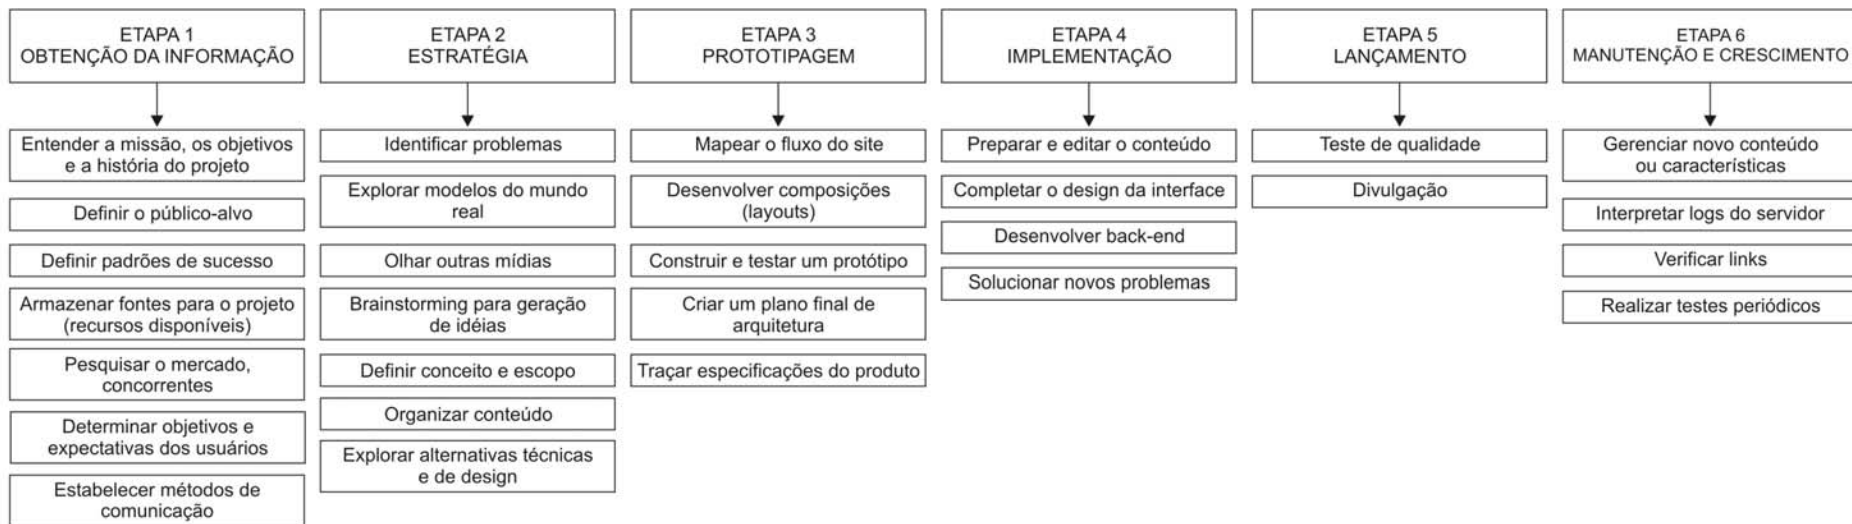 ETAPA 1
OBTENÇÃO DA INFORMAÇÃO
Entender a missão, os objetivos
e a história do projeto
Definir o público-alvo
Definir padrões de sucesso
Armazenar fontes para o projeto
(recursos disponíveis)
Pesquisar o mercado,
concorrentes
Determinar objetivos e
expectativas dos usuários
Estabelecer métodos de
comunicação
ETAPA 2
ESTRATÉGIA
Identificar problemas
Explorar modelos do mundo
real
Olhar outras mídias
Brainstorming para geração
de idéias
Definir conceito e escopo
Organizar conteúdo
Explorar alternativas técnicas
e de design
ETAPA 3
PROTOTIPAGEM
Mapear o fluxo do site
Desenvolver composições
(layouts)
Construir e testar um protótipo
Criar um plano final de
arquitetura
Traçar especificações do produto
ETAPA 4
IMPLEMENTAÇÃO
Preparar e editar o conteúdo
Completar o design da interface
Desenvolver back-end
Solucionar novos problemas
ETAPA 5
LANÇAMENTO
Teste de qualidade
Divulgação
ETAPA 6
MANUTENÇÃO E CRESCIMENTO
Gerenciar novo conteúdo
ou características
Interpretar logs do servidor
Verificar links
Realizar testes periódicos